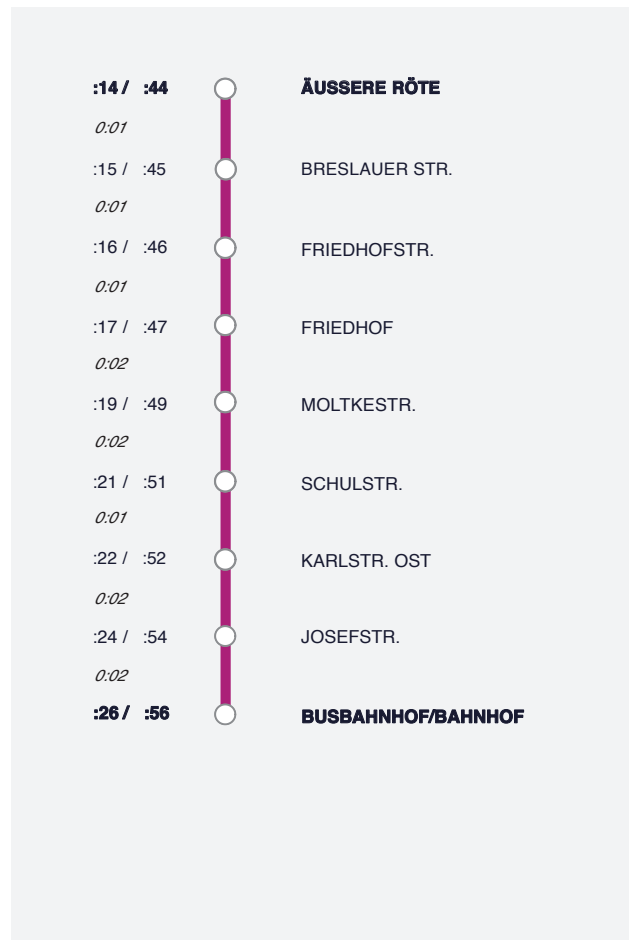 :14 / :44 ÄUSSERE RÖTE
0:01
:15 / :45 BRESLAUER STR.
0:01
:16 / :46 FRIEDHOFSTR.
0:01
:17 / :47 FRIEDHOF
0:02
:19 / :49 MOLTKESTR.
0:02
:21 / :51 SCHULSTR.
0:01
:22 / :52 KARLSTR. OST
0:02
:24 / :54 JOSEFSTR.
0:02
:26 / :56 BUSBAHNHOF/BAHNHOF